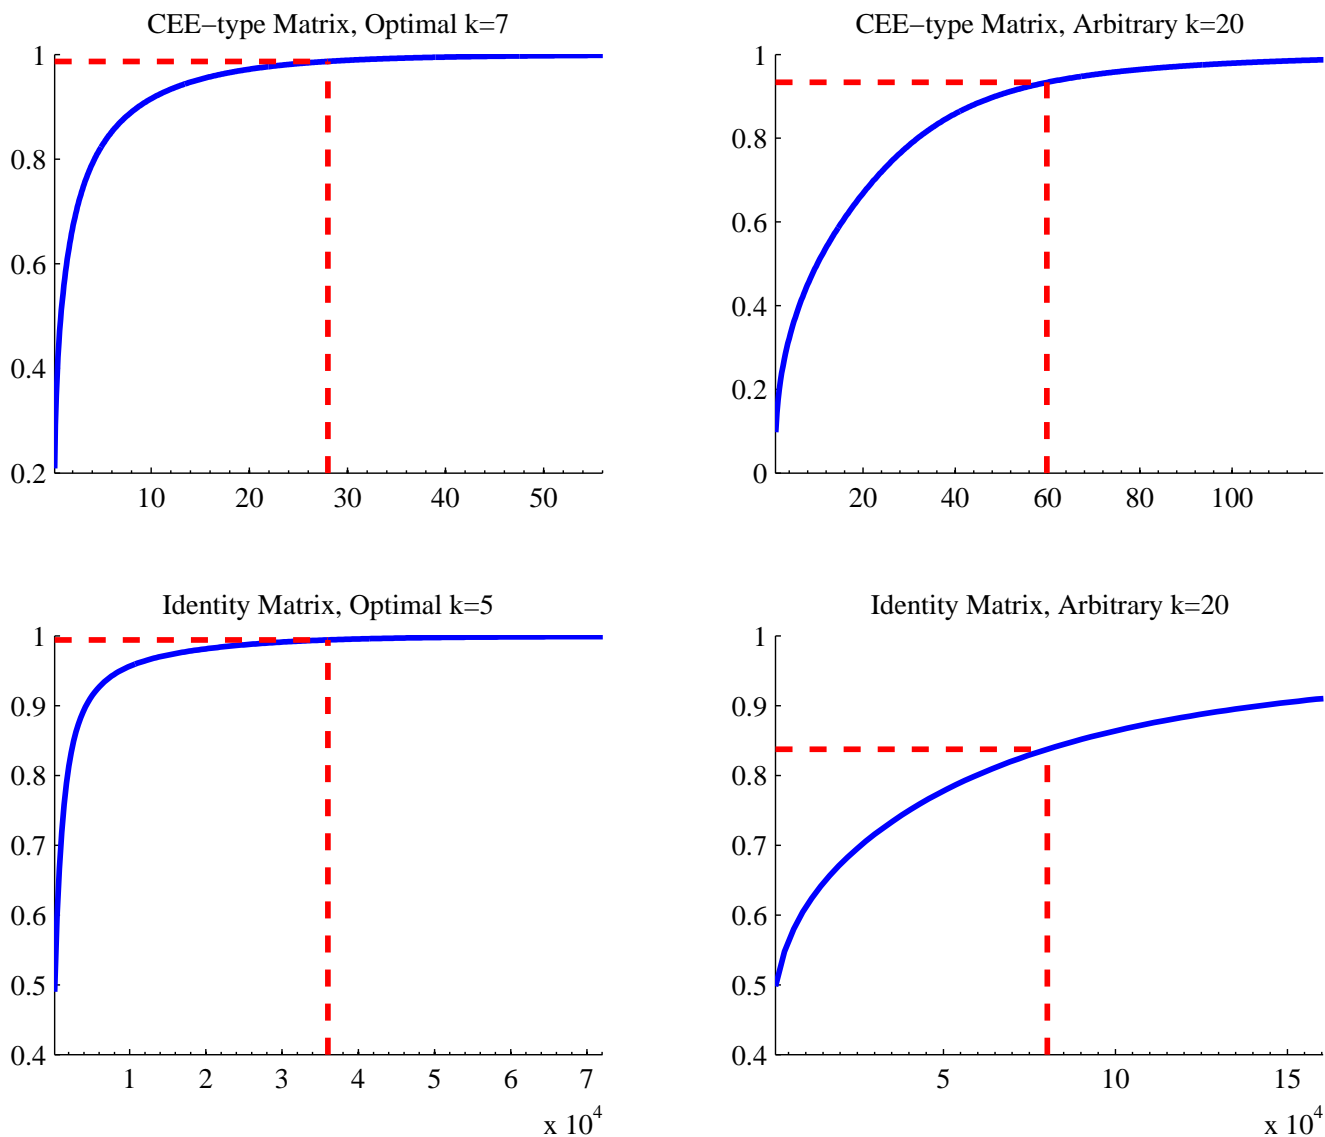 CEE−type Matrix, Optimal k=7
1
0.8
0.6
0.4
0.2
10 20 30 40 50
CEE−type Matrix, Arbitrary k=20
1
0.8
0.6
0.4
0.2
0
20 40 60 80 100
Identity Matrix, Optimal k=5
1
0.9
0.8
0.7
0.6
0.5
0.4
1 2 3 4 5 6 7
x 10^4
Identity Matrix, Arbitrary k=20
1
0.9
0.8
0.7
0.6
0.5
0.4
5 10 15
x 10^4